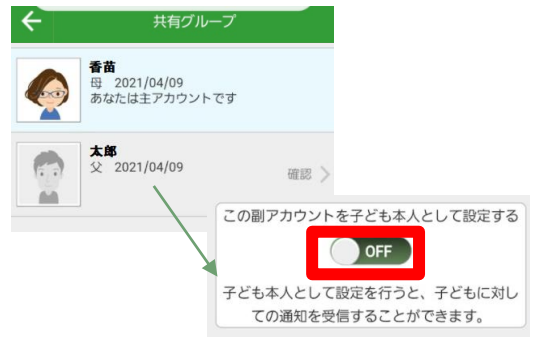 共有グループ
香苗
母 2021/04/09
あなたは主アカウントです
太郎
父 2021/04/09
確認
この副アカウントを子ども本人として設定する
OFF
子ども本人として設定を行うと、子どもに対し
ての通知を受信することができます。